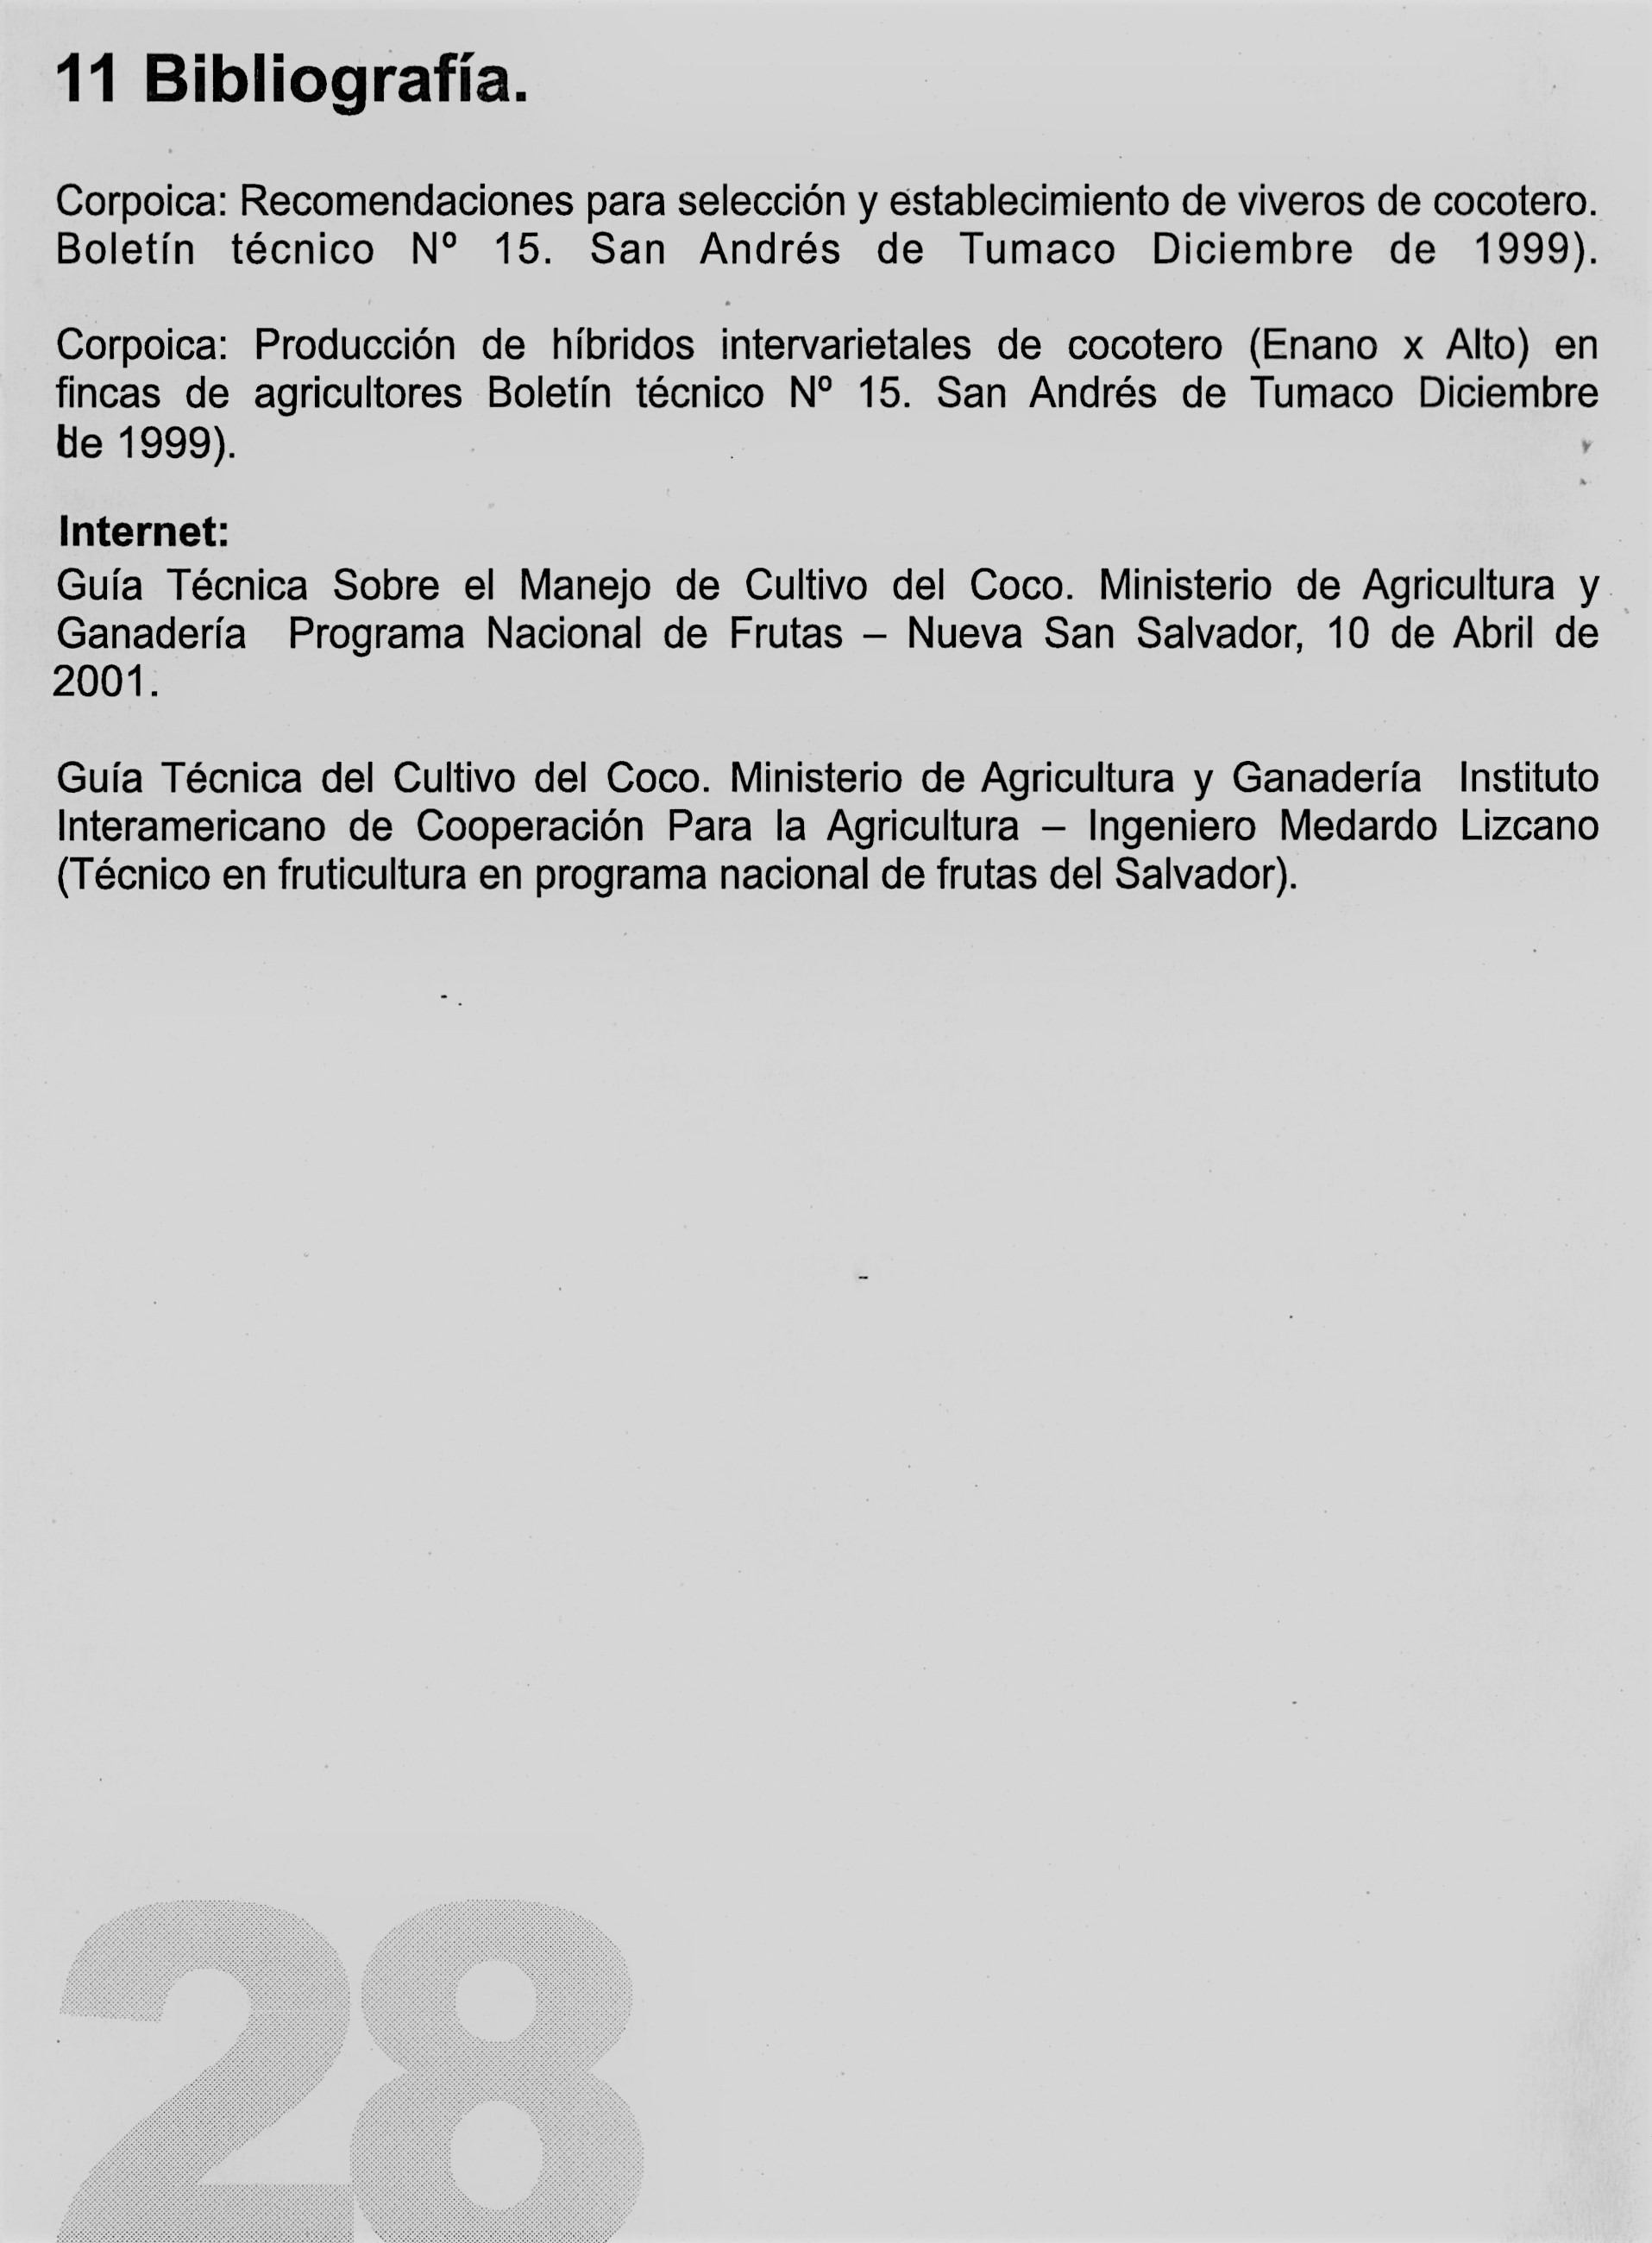 11 Bibliografía.
Corpoica: Recomendaciones para selección y establecimiento de viveros de cocotero.
Boletín técnico Nº 15. San Andrés de Tumaco Diciembre de 1999).
Corpoica: Producción de híbridos intervarietales de cocotero (Enano x Alto) en
fincas de agricultores Boletín técnico Nº 15. San Andrés de Tumaco Diciembre
de 1999).
Internet:
Guía Técnica Sobre el Manejo de Cultivo del Coco. Ministerio de Agricultura y
Ganadería Programa Nacional de Frutas – Nueva San Salvador, 10 de Abril de
2001.
Guía Técnica del Cultivo del Coco. Ministerio de Agricultura y Ganadería Instituto
Interamericano de Cooperación Para la Agricultura – Ingeniero Medardo Lizcano
(Técnico en fruticultura en programa nacional de frutas del Salvador).
28